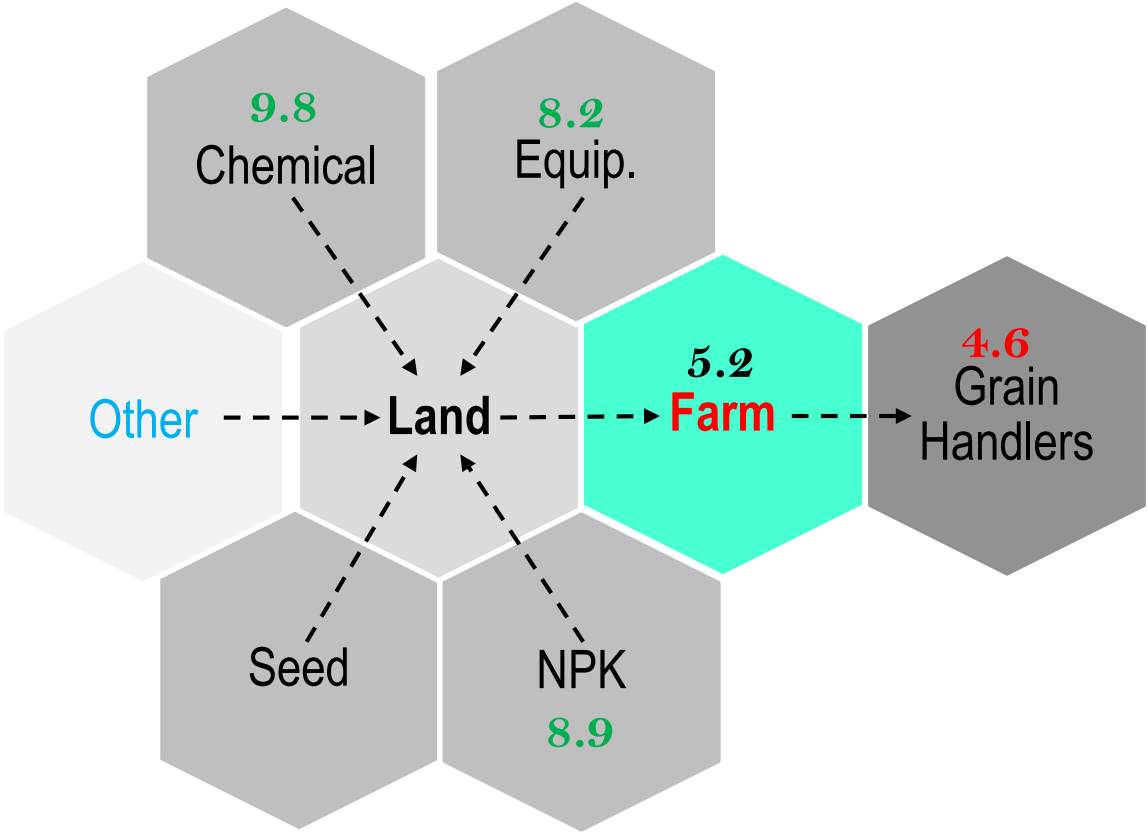 9.8
Chemical
8.2
Equip.
Other
Land
5.2
Farm
4.6
Grain
Handlers
Seed
NPK
8.9